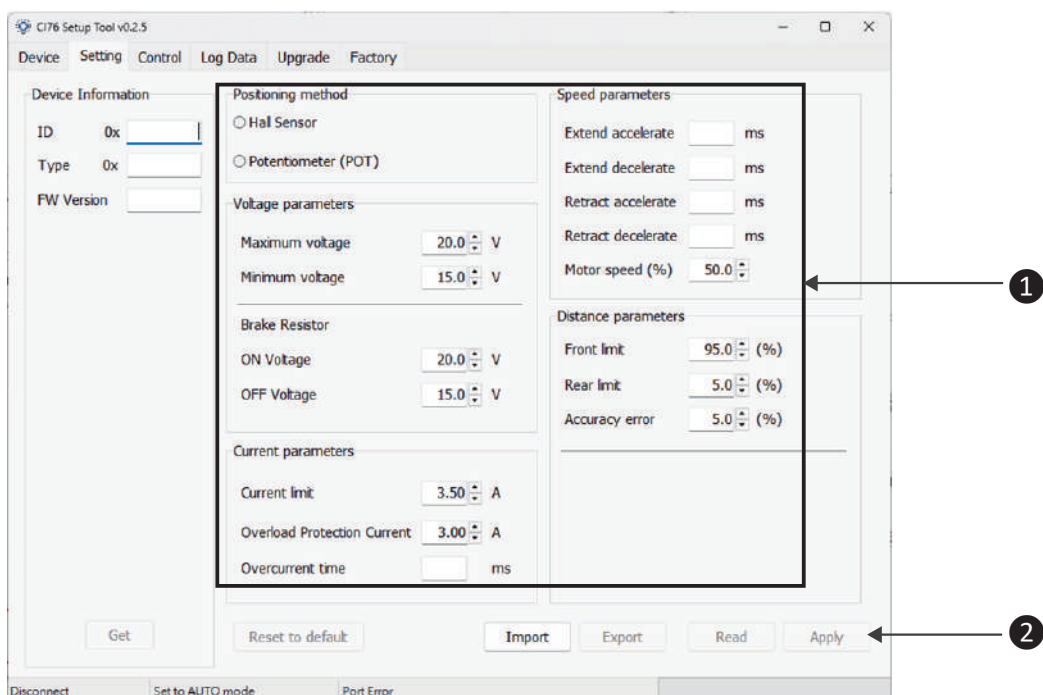 CI76 Setup Tool v0.2.5
Device Setting Control Log Data Upgrade Factory
Device Information
ID 0x
Type 0x
FW Version
Get
Positioning method
Hall Sensor
Potentiometer (POT)
Voltage parameters
Maximum voltage 20.0 V
Minimum voltage 15.0 V
Brake Resistor
ON Voltage 20.0 V
OFF Voltage 15.0 V
Current parameters
Current limit 3.50 A
Overload Protection Current 3.00 A
Overcurrent time ms
Speed parameters
Extend accelerate ms
Extend decelerate ms
Retract accelerate ms
Retract decelerate ms
Motor speed (%) 50.0
Distance parameters
Front limit 95.0 (%)
Rear limit 5.0 (%)
Accuracy error 5.0 (%)
1
Reset to default Import Export Read Apply
2
Disconnect Set to AUTO mode Port Error